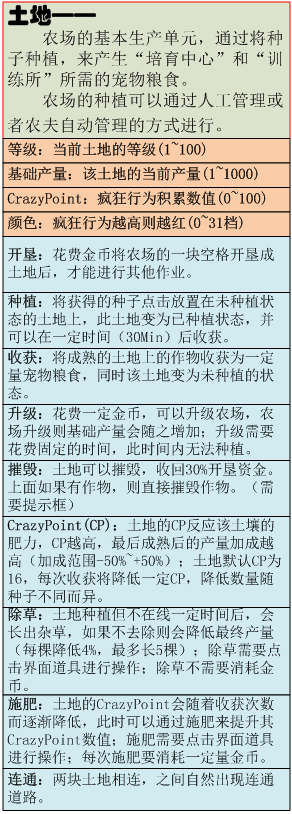 土地——
农场的基本生产单元，通过将种
子种植，来产生“培育中心”和“训
练所”所需的宠物粮食。
农场的种植可以通过人工管理或
者农夫自动管理的方式进行。
等级：当前土地的等级(1~100)
基础产量：该土地的当前产量(1~1000)
CrazyPoint：疯狂行为积累数值(0~100)
颜色：疯狂行为越高则越红(0~31档)
开垦：花费金币将农场的一块空格开垦成
土地后，才能进行其他作业。
种植：将获得的种子点击放置在未种植状
态的土地上，此土地变为已种植状态，并
可以在一定时间（30Min）后收获。
收获：将成熟的土地上的作物收获为一定
量宠物粮食，同时该土地变为未种植的状
态。
升级：花费一定金币，可以升级农场，农
场升级则基础产量会随之增加；升级需要
花费固定的时间，此时间内无法种植。
摧毁：土地可以摧毁，收回30%开垦资金。
上面如果有作物，则直接摧毁作物。（需
要提示框）
CrazyPoint(CP)：土地的CP反应该土壤的
肥力，CP越高，最后成熟后的产量加成越
高（加成范围-50%~+50%）；土地默认CP为
16，每次收获将降低一定CP，降低数量随
种子不同而异。
除草：土地种植但不在线一定时间后，会
长出杂草，如果不去除则会降低最终产量
（每棵降低4%，最多长5棵）；除草需要点
击界面道具进行操作；除草不需要消耗金
币。
施肥：土地的CrazyPoint会随着收获次数
而逐渐降低，此时可以通过施肥来提升其
CrazyPoint数值；施肥需要点击界面道具
进行操作；每次施肥要消耗一定量金币。
连通：两块土地相连，之间自然出现连通
道路。